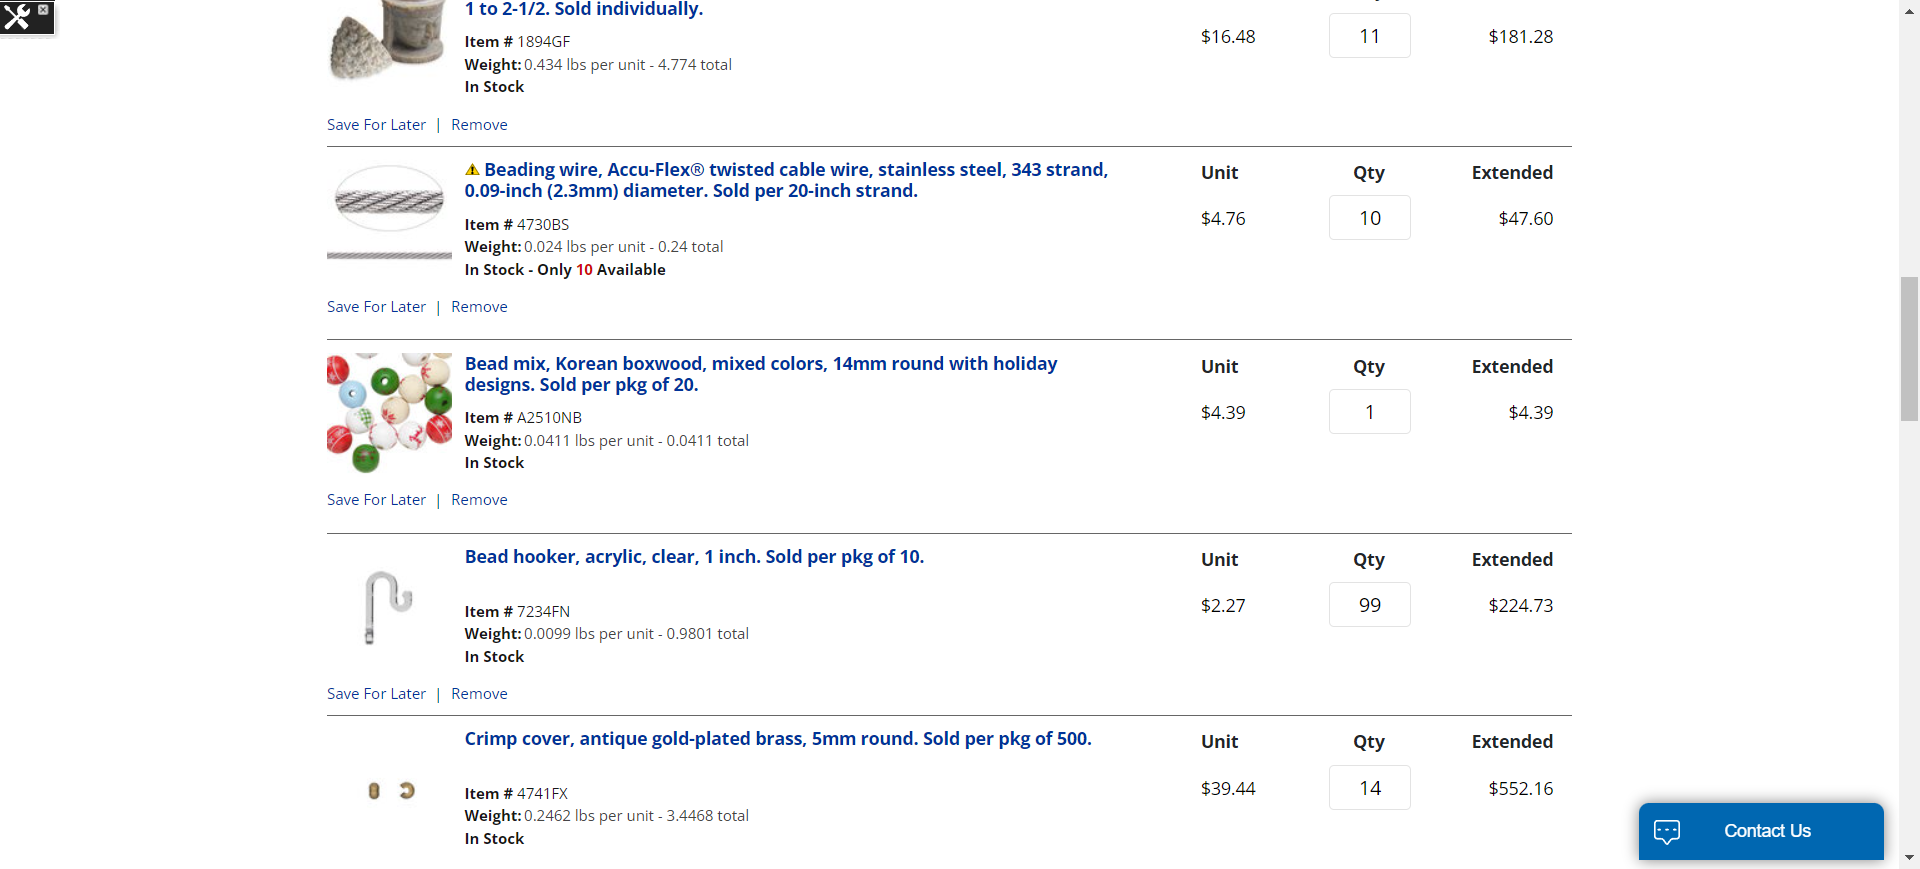 1 to 2-1/2. Sold individually.
Item # 1894GF
Weight: 0.434 lbs per unit - 4.774 total
In Stock
$16.48 11 $181.28
Save For Later | Remove
Beading wire, Accu-Flex® twisted cable wire, stainless steel, 343 strand,
0.09-inch (2.3mm) diameter. Sold per 20-inch strand.
Item # 4730BS
Weight: 0.024 lbs per unit - 0.24 total
In Stock - Only 10 Available
Unit Qty Extended
$4.76 10 $47.60
Save For Later | Remove
Bead mix, Korean boxwood, mixed colors, 14mm round with holiday
designs. Sold per pkg of 20.
Item # A2510NB
Weight: 0.0411 lbs per unit - 0.0411 total
In Stock
Unit Qty Extended
$4.39 1 $4.39
Save For Later | Remove
Bead hooker, acrylic, clear, 1 inch. Sold per pkg of 10.
Item # 7234FN
Weight: 0.0099 lbs per unit - 0.9801 total
In Stock
Unit Qty Extended
$2.27 99 $224.73
Save For Later | Remove
Crimp cover, antique gold-plated brass, 5mm round. Sold per pkg of 500.
Item # 4741FX
Weight: 0.2462 lbs per unit - 3.4468 total
In Stock
Unit Qty Extended
$39.44 14 $552.16
Contact Us